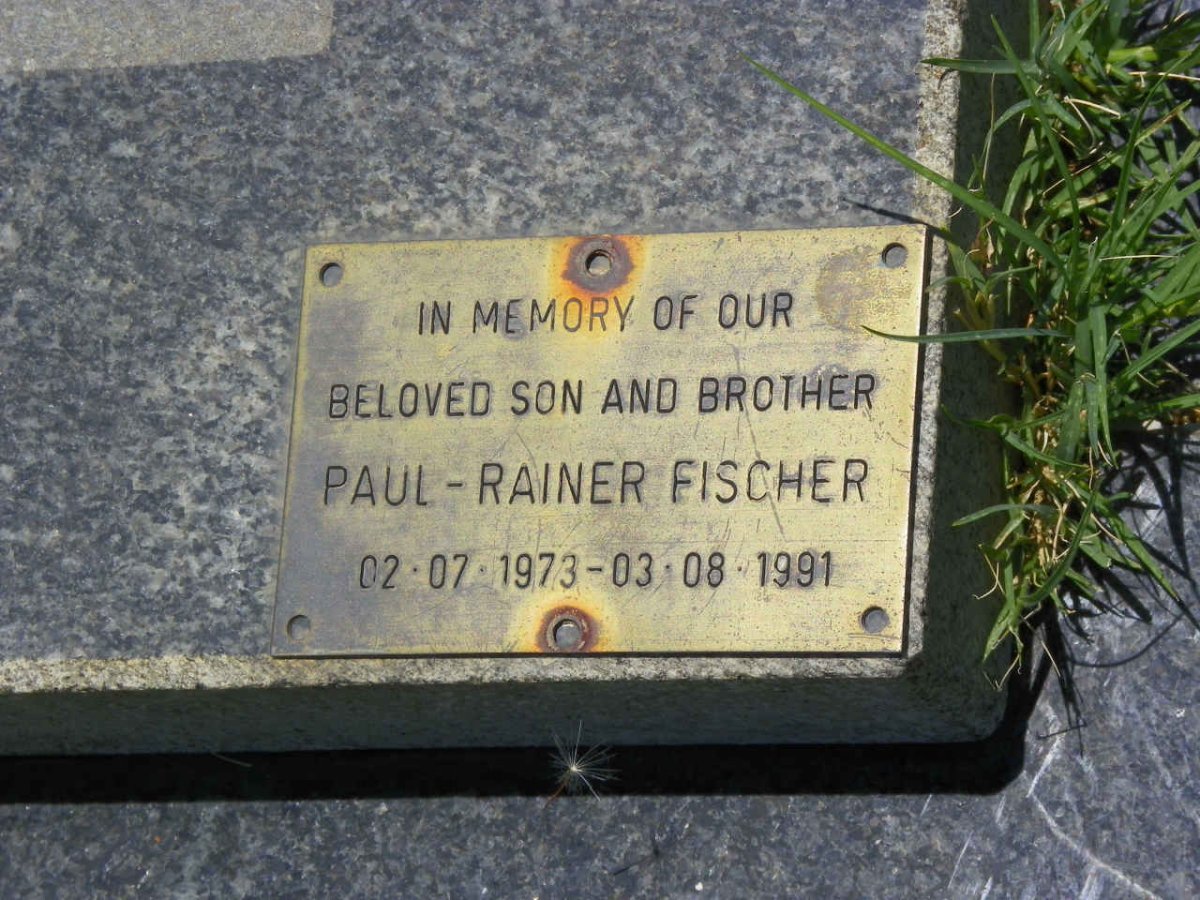 IN MEMORY OF OUR
BELOVED SON AND BROTHER
PAUL-RAINER FISCHER
02·07·1973-03·08·1991